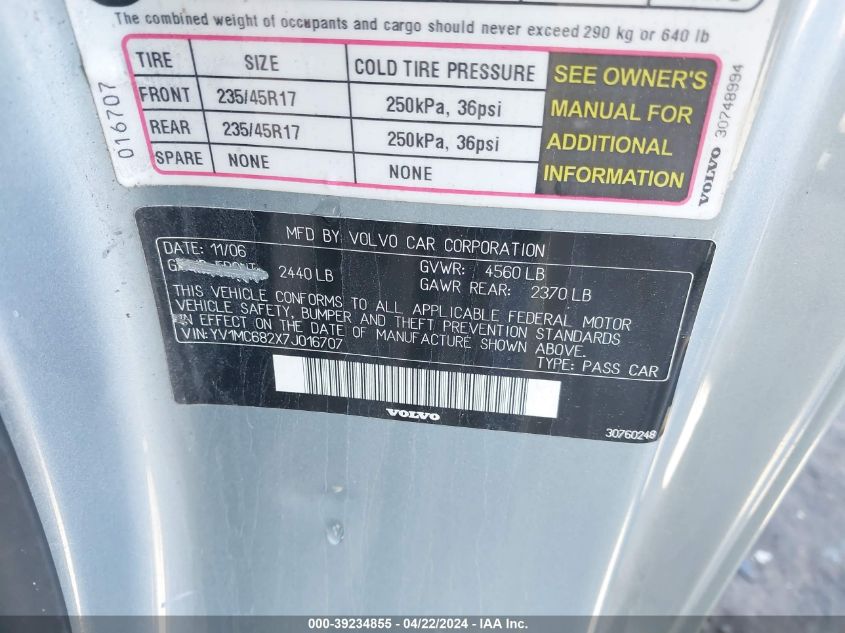 The combined weight of occupants and cargo should never exceed 290 kg or 640 lb
TIRE SIZE COLD TIRE PRESSURE
FRONT 235/45R17 250kPa, 36psi
REAR 235/45R17 250kPa, 36psi
SPARE NONE NONE
SEE OWNER'S
MANUAL FOR
ADDITIONAL
INFORMATION
016707
VOLVO 30748994
MFD BY VOLVO CAR CORPORATION
DATE: 11/06 GVWR: 4560 LB
FRONT 2440 LB GAWR REAR: 2370 LB
THIS VEHICLE CONFORMS TO ALL APPLICABLE FEDERAL MOTOR
VEHICLE SAFETY, BUMPER AND THEFT PREVENTION STANDARDS
IN EFFECT ON THE DATE OF MANUFACTURE SHOWN ABOVE.
VIN: YV1MC682X7J016707 TYPE: PASS CAR
VOLVO
30760248
000-39234855 - 04/22/2024 - IAA Inc.